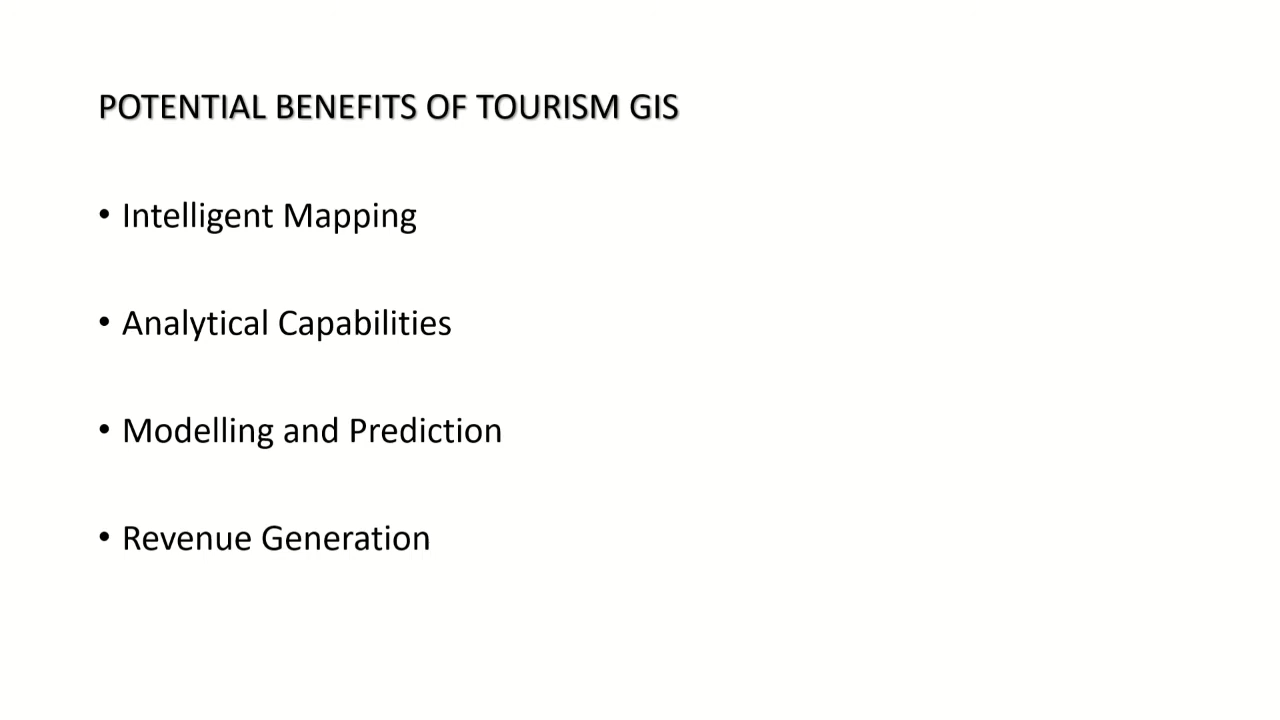 POTENTIAL BENEFITS OF TOURISM GIS
• Intelligent Mapping
• Analytical Capabilities
• Modelling and Prediction
• Revenue Generation